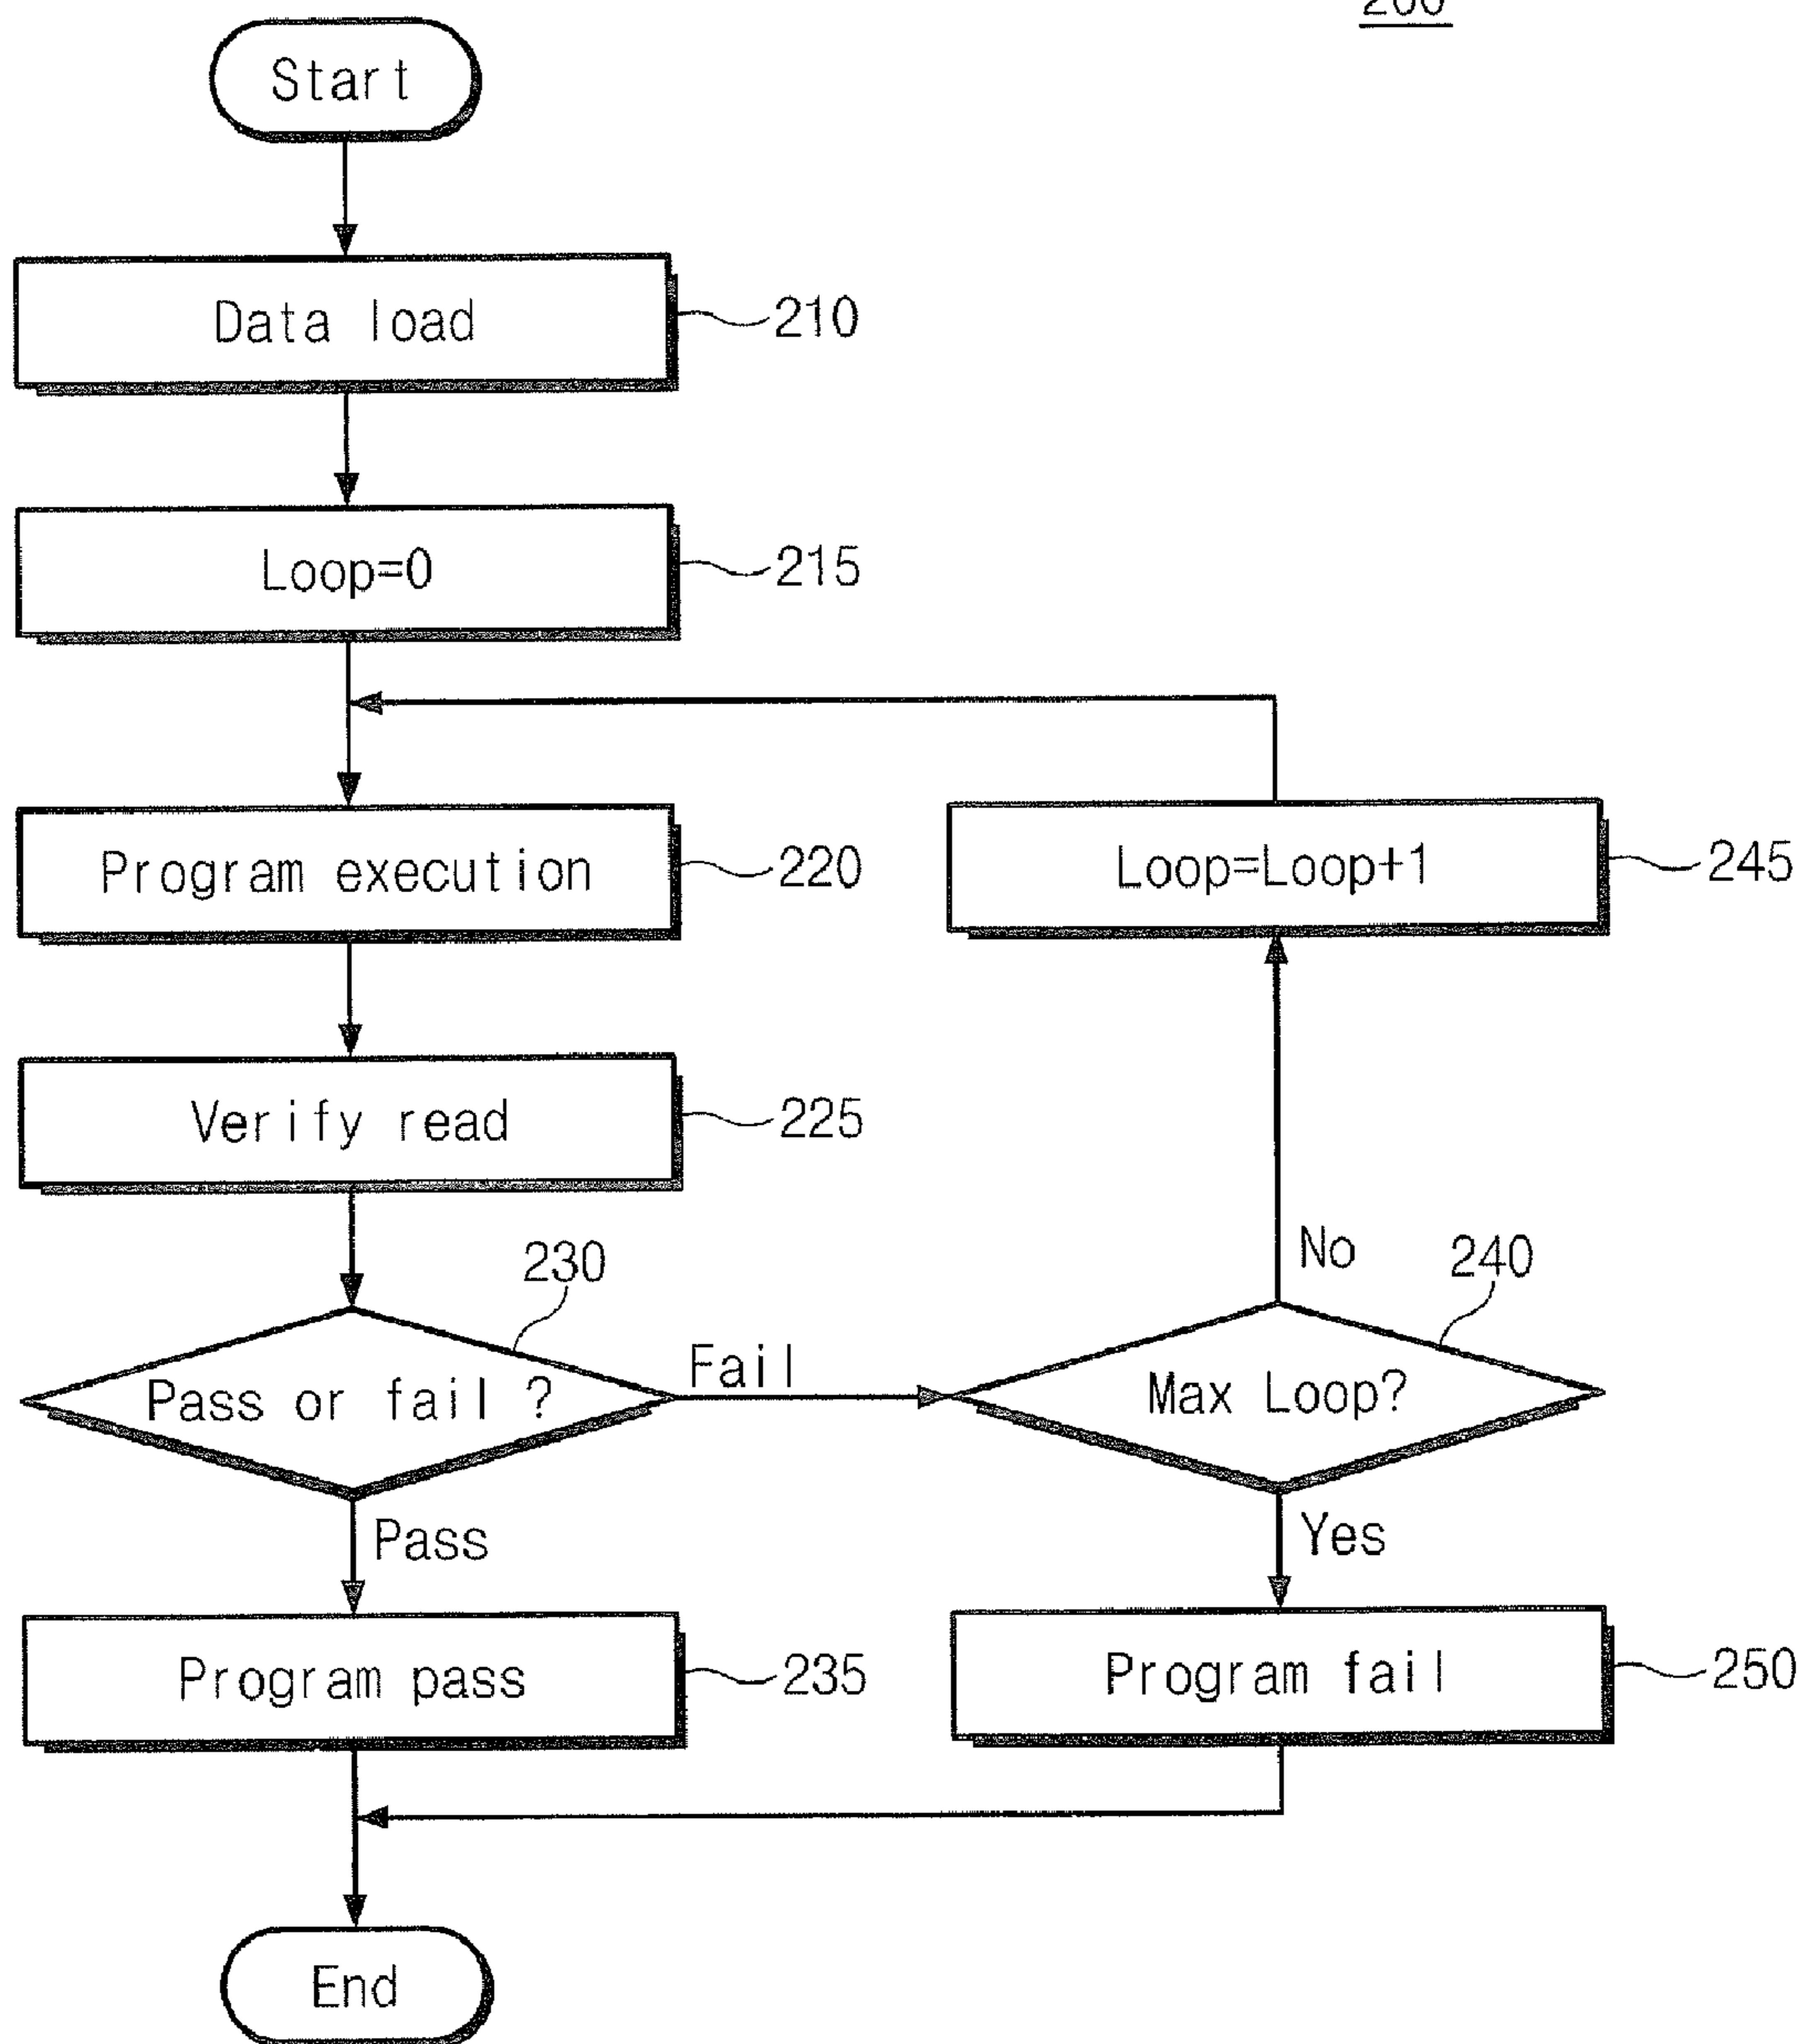 Start
Data load
210
Loop=0
215
Program execution
220
Loop=Loop+1
245
Verify read
225
230
No
240
Pass or fail ?
Fail
Max Loop?
Pass
Yes
Program pass
235
Program fail
250
End